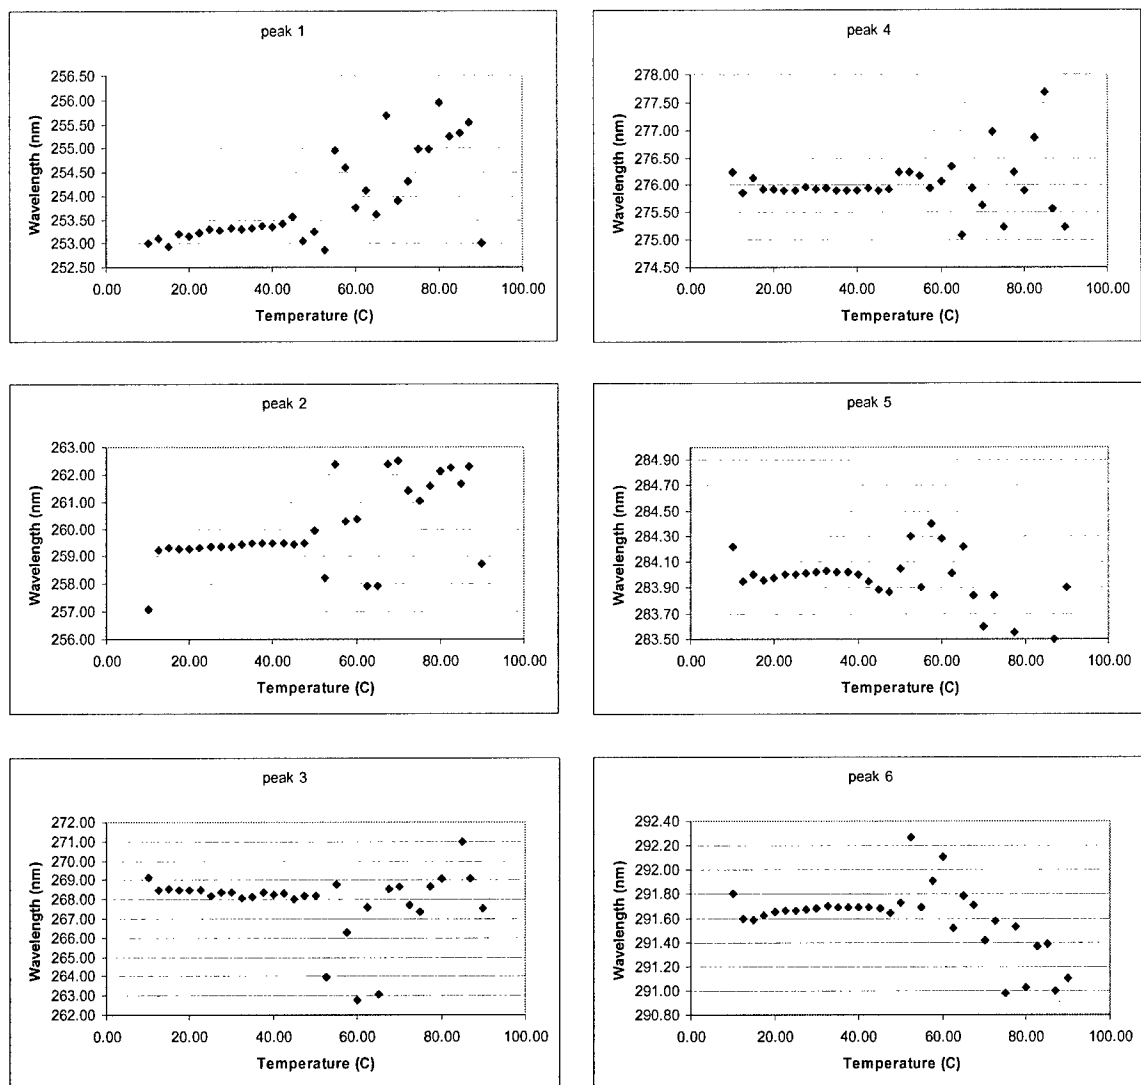 peak 1
Wavelength (nm)
256.50
256.00
255.50
255.00
254.50
254.00
253.50
253.00
252.50
0.00 20.00 40.00 60.00 80.00 100.00
Temperature (C)
peak 4
Wavelength (nm)
278.00
277.50
277.00
276.50
276.00
275.50
275.00
274.50
0.00 20.00 40.00 60.00 80.00 100.00
Temperature (C)
peak 2
Wavelength (nm)
263.00
262.00
261.00
260.00
259.00
258.00
257.00
256.00
0.00 20.00 40.00 60.00 80.00 100.00
Temperature (C)
peak 5
Wavelength (nm)
284.90
284.70
284.50
284.30
284.10
283.90
283.70
283.50
0.00 20.00 40.00 60.00 80.00 100.00
Temperature (C)
peak 3
Wavelength (nm)
272.00
271.00
270.00
269.00
268.00
267.00
266.00
265.00
264.00
263.00
262.00
0.00 20.00 40.00 60.00 80.00 100.00
Temperature (C)
peak 6
Wavelength (nm)
292.40
292.20
292.00
291.80
291.60
291.40
291.20
291.00
290.80
0.00 20.00 40.00 60.00 80.00 100.00
Temperature (C)